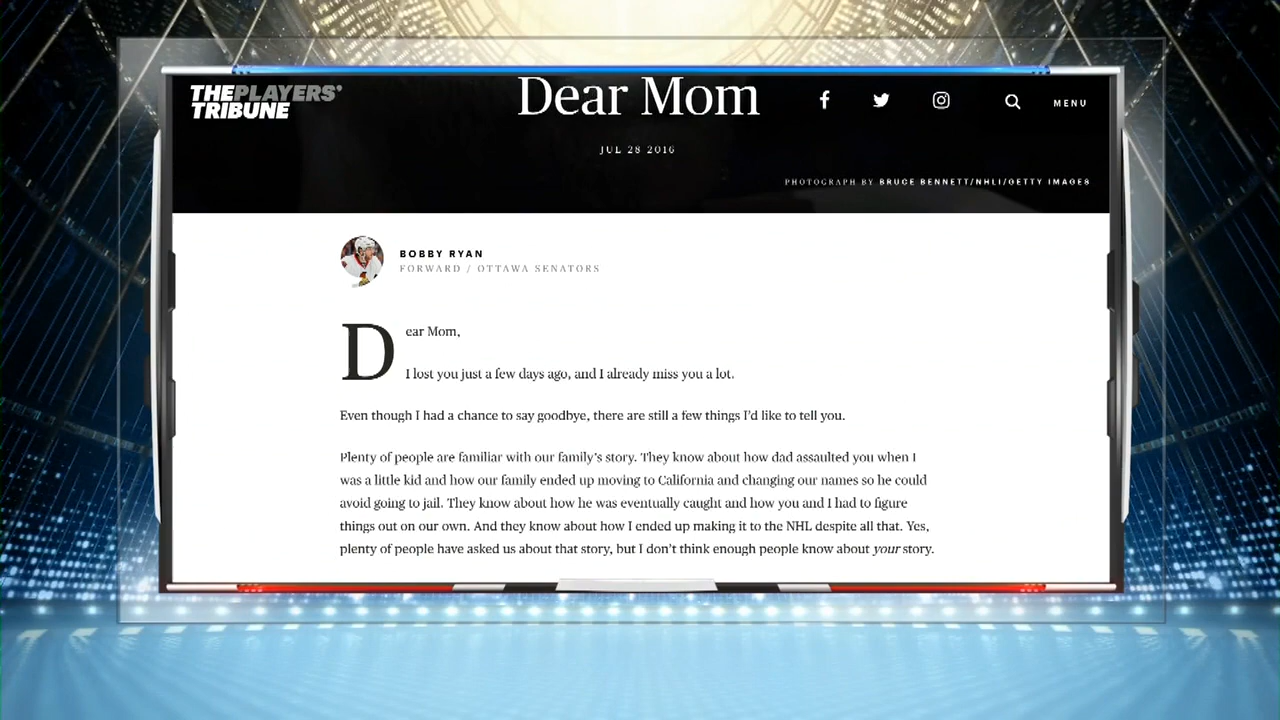 THEPLAYERS'
TRIBUNE
Dear Mom
MENU
JUL 28 2016
PHOTOGRAPH BY BRUCE BENNETT/NHLI/GETTY IMAGES
BOBBY RYAN
FORWARD / OTTAWA SENATORS
Dear Mom,
I lost you just a few days ago, and I already miss you a lot.
Even though I had a chance to say goodbye, there are still a few things I'd like to tell you.
Plenty of people are familiar with our family's story. They know about how dad assaulted you when I
was a little kid and how our family ended up moving to California and changing our names so he could
avoid going to jail. They know about how he was eventually caught and how you and I had to figure
things out on our own. And they know about how I ended up making it to the NHL despite all that. Yes,
plenty of people have asked us about that story, but I don't think enough people know about your story.